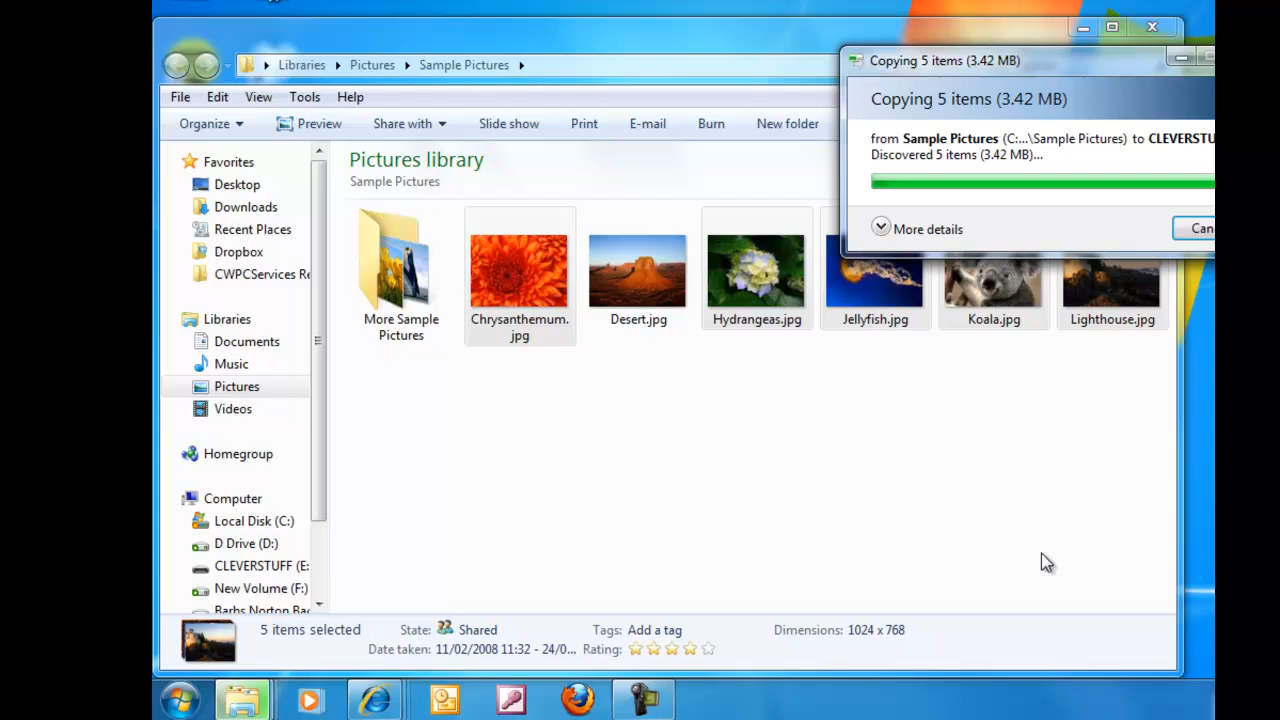 Libraries Pictures Sample Pictures
File Edit View Tools Help
Organize Preview Share with Slide show Print E-mail Burn New folder
Copying 5 items (3.42 MB)
Copying 5 items (3.42 MB)
from Sample Pictures (C:...\Sample Pictures) to CLEVERSTU
Discovered 5 items (3.42 MB)...
More details
Can
Favorites
Desktop
Downloads
Recent Places
Dropbox
CWPCServices Re
Libraries
Documents
Music
Pictures
Videos
Homegroup
Computer
Local Disk (C:)
D Drive (D:)
CLEVERSTUFF (E:
New Volume (F:)
Barbs Norton Ba
Pictures library
Sample Pictures
More Sample
Pictures
Chrysanthemum.
jpg
Desert.jpg
Hydrangeas.jpg
Jellyfish.jpg
Koala.jpg
Lighthouse.jpg
5 items selected State: Shared Tags: Add a tag Dimensions: 1024 x 768
Date taken: 11/02/2008 11:32 - 24/0... Rating: